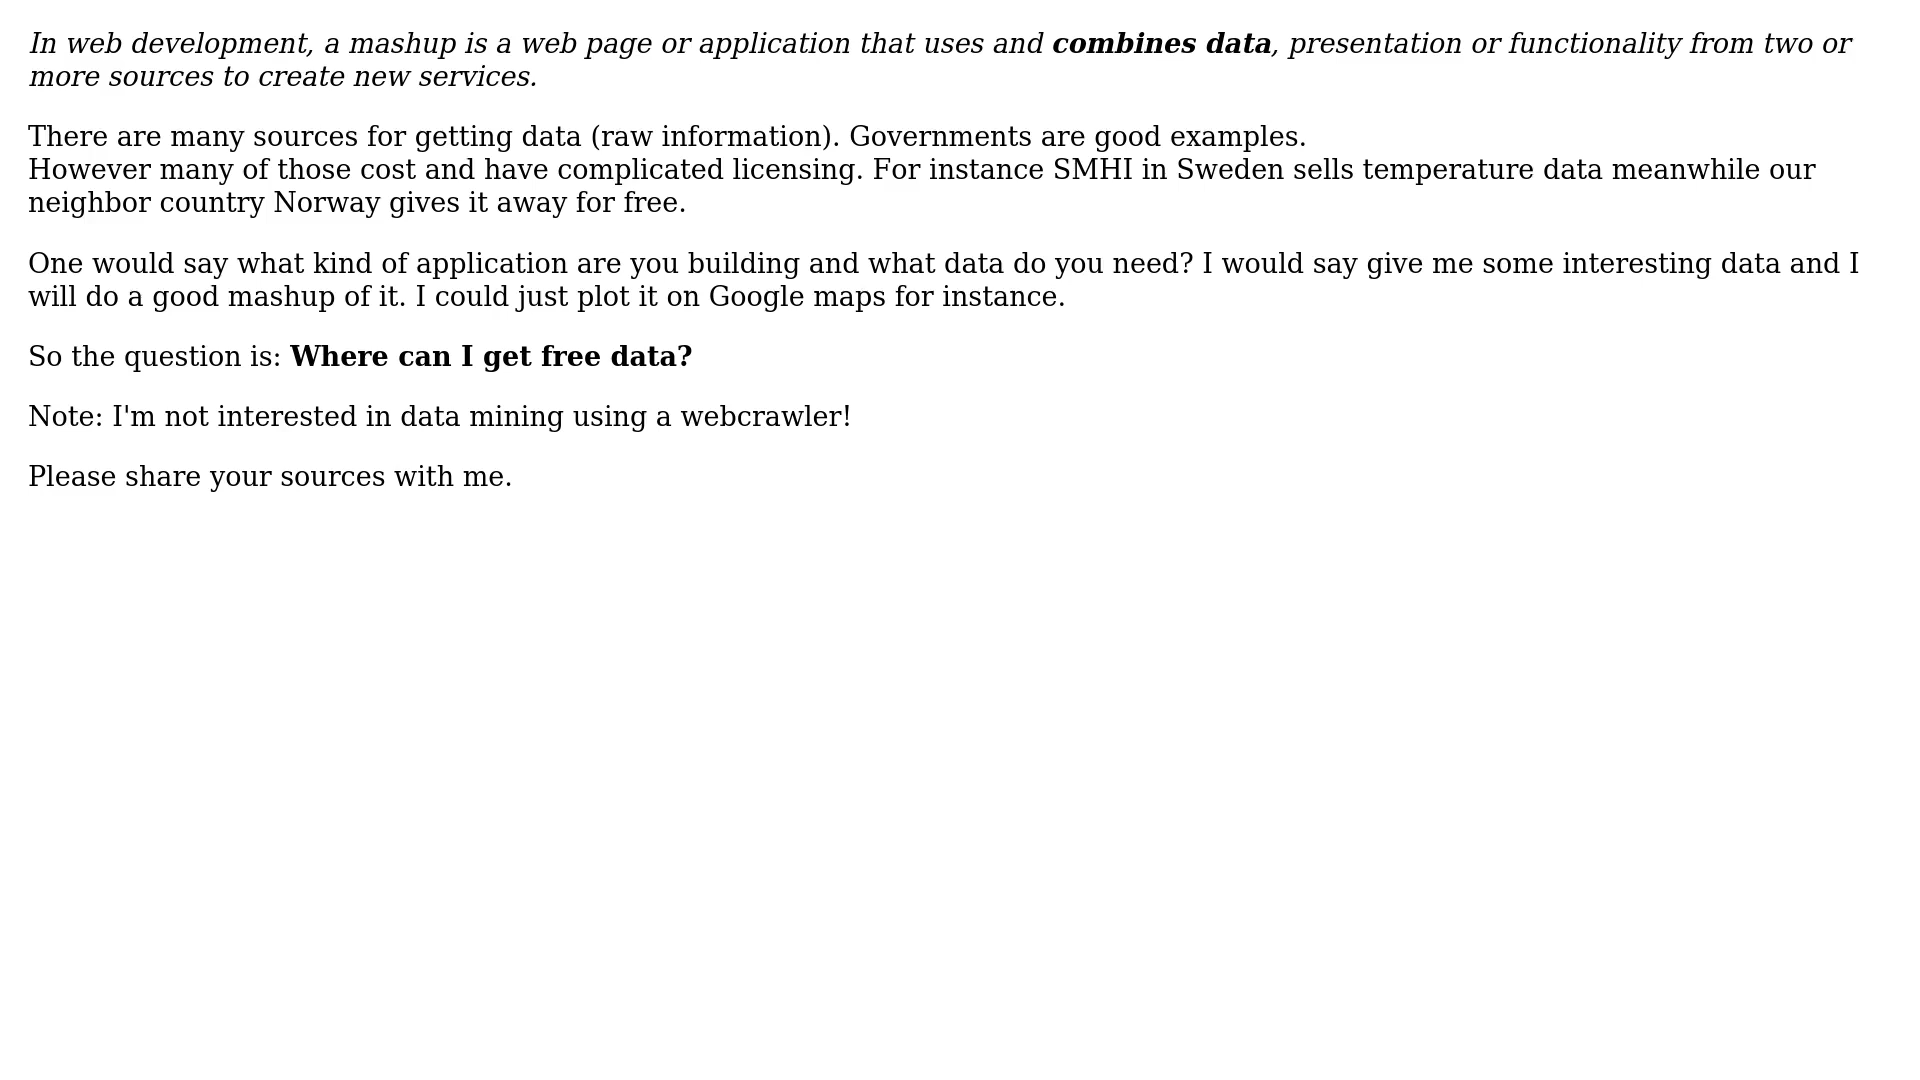 In web development, a mashup is a web page or application that uses and combines data, presentation or functionality from two or
more sources to create new services.
There are many sources for getting data (raw information). Governments are good examples.
However many of those cost and have complicated licensing. For instance SMHI in Sweden sells temperature data meanwhile our
neighbor country Norway gives it away for free.
One would say what kind of application are you building and what data do you need? I would say give me some interesting data and I
will do a good mashup of it. I could just plot it on Google maps for instance.
So the question is: Where can I get free data?
Note: I'm not interested in data mining using a webcrawler!
Please share your sources with me.